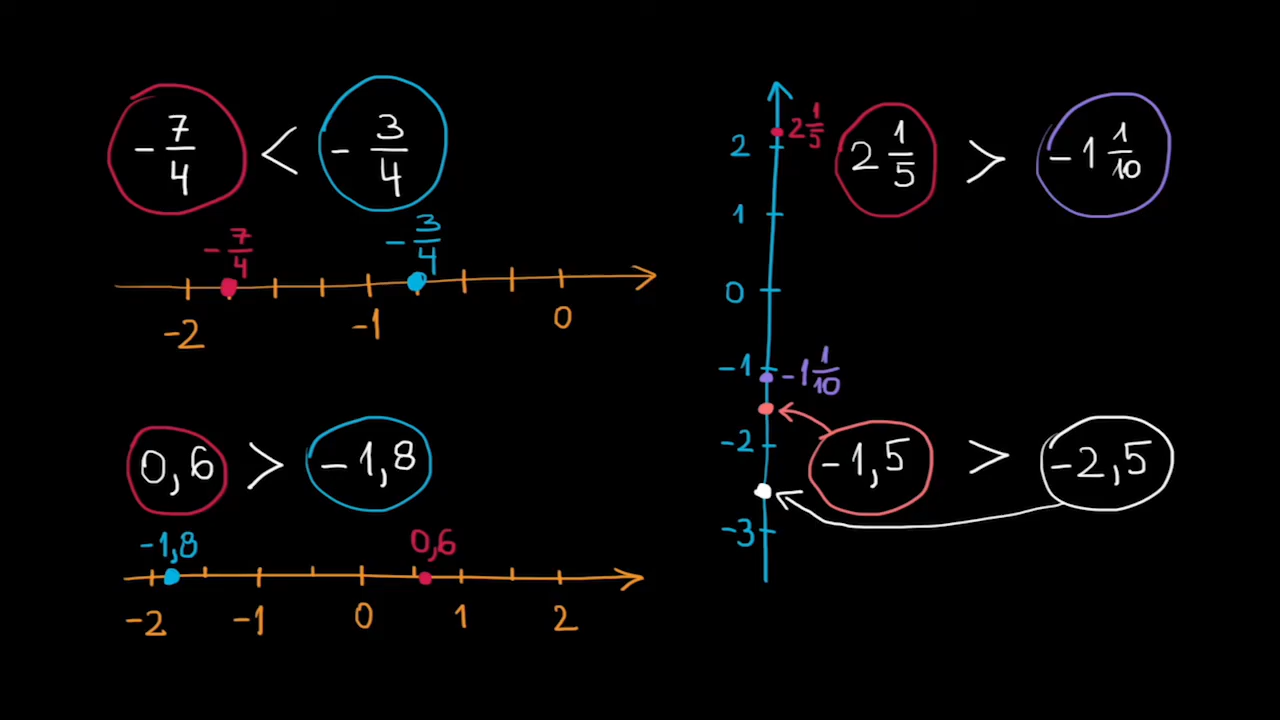 -7/4 < -3/4
-7/4 -3/4
-2 -1 0
0,6 > -1,8
-1,8 0,6
-2 -1 0 1 2
2 1/5 > -1 1/10
2 1/5
2
1
0
-1
-1 1/10
-2
-3
-1,5 > -2,5